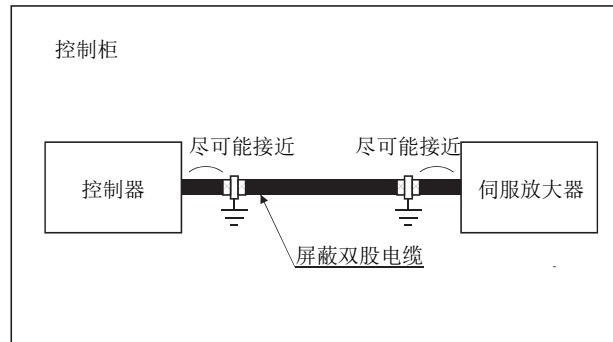 控制柜
尽可能接近
尽可能接近
控制器
伺服放大器
屏蔽双股电缆